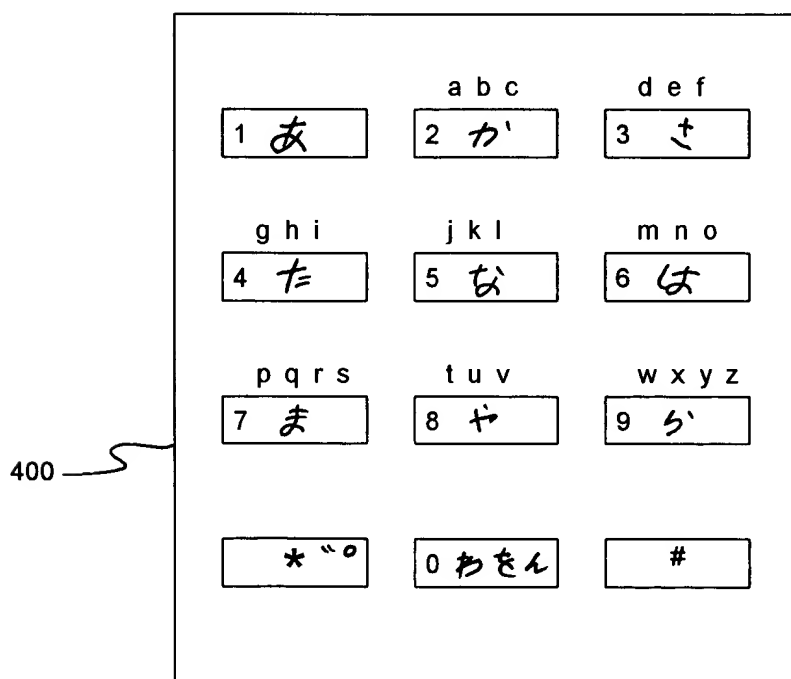 a b c d e f
1 あ 2 か 3 さ
g h i j k l m n o
4 た 5 な 6 は
p q r s t u v w x y z
7 ま 8 や 9 ら
400
* ゛゜ 0 わをん #